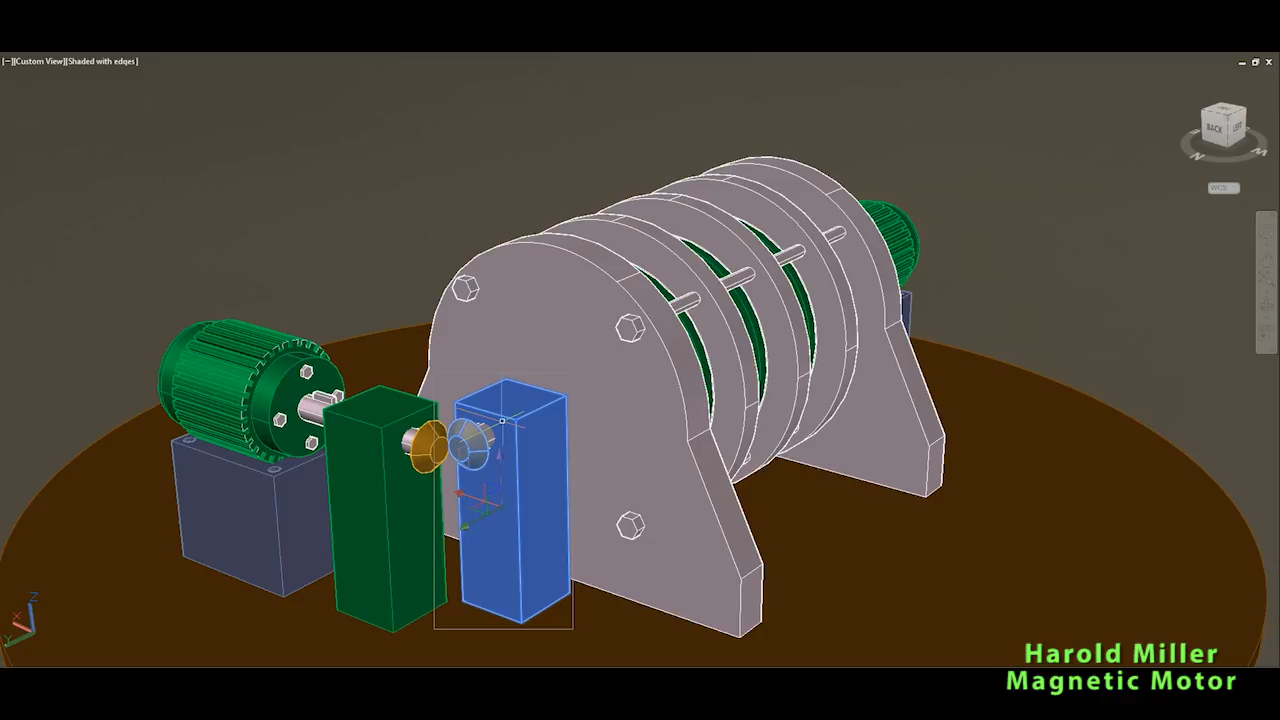 [−][Custom View][Shaded with edges]
BACK
LEFT
N
WCS
Z
X
Y
Harold Miller
Magnetic Motor